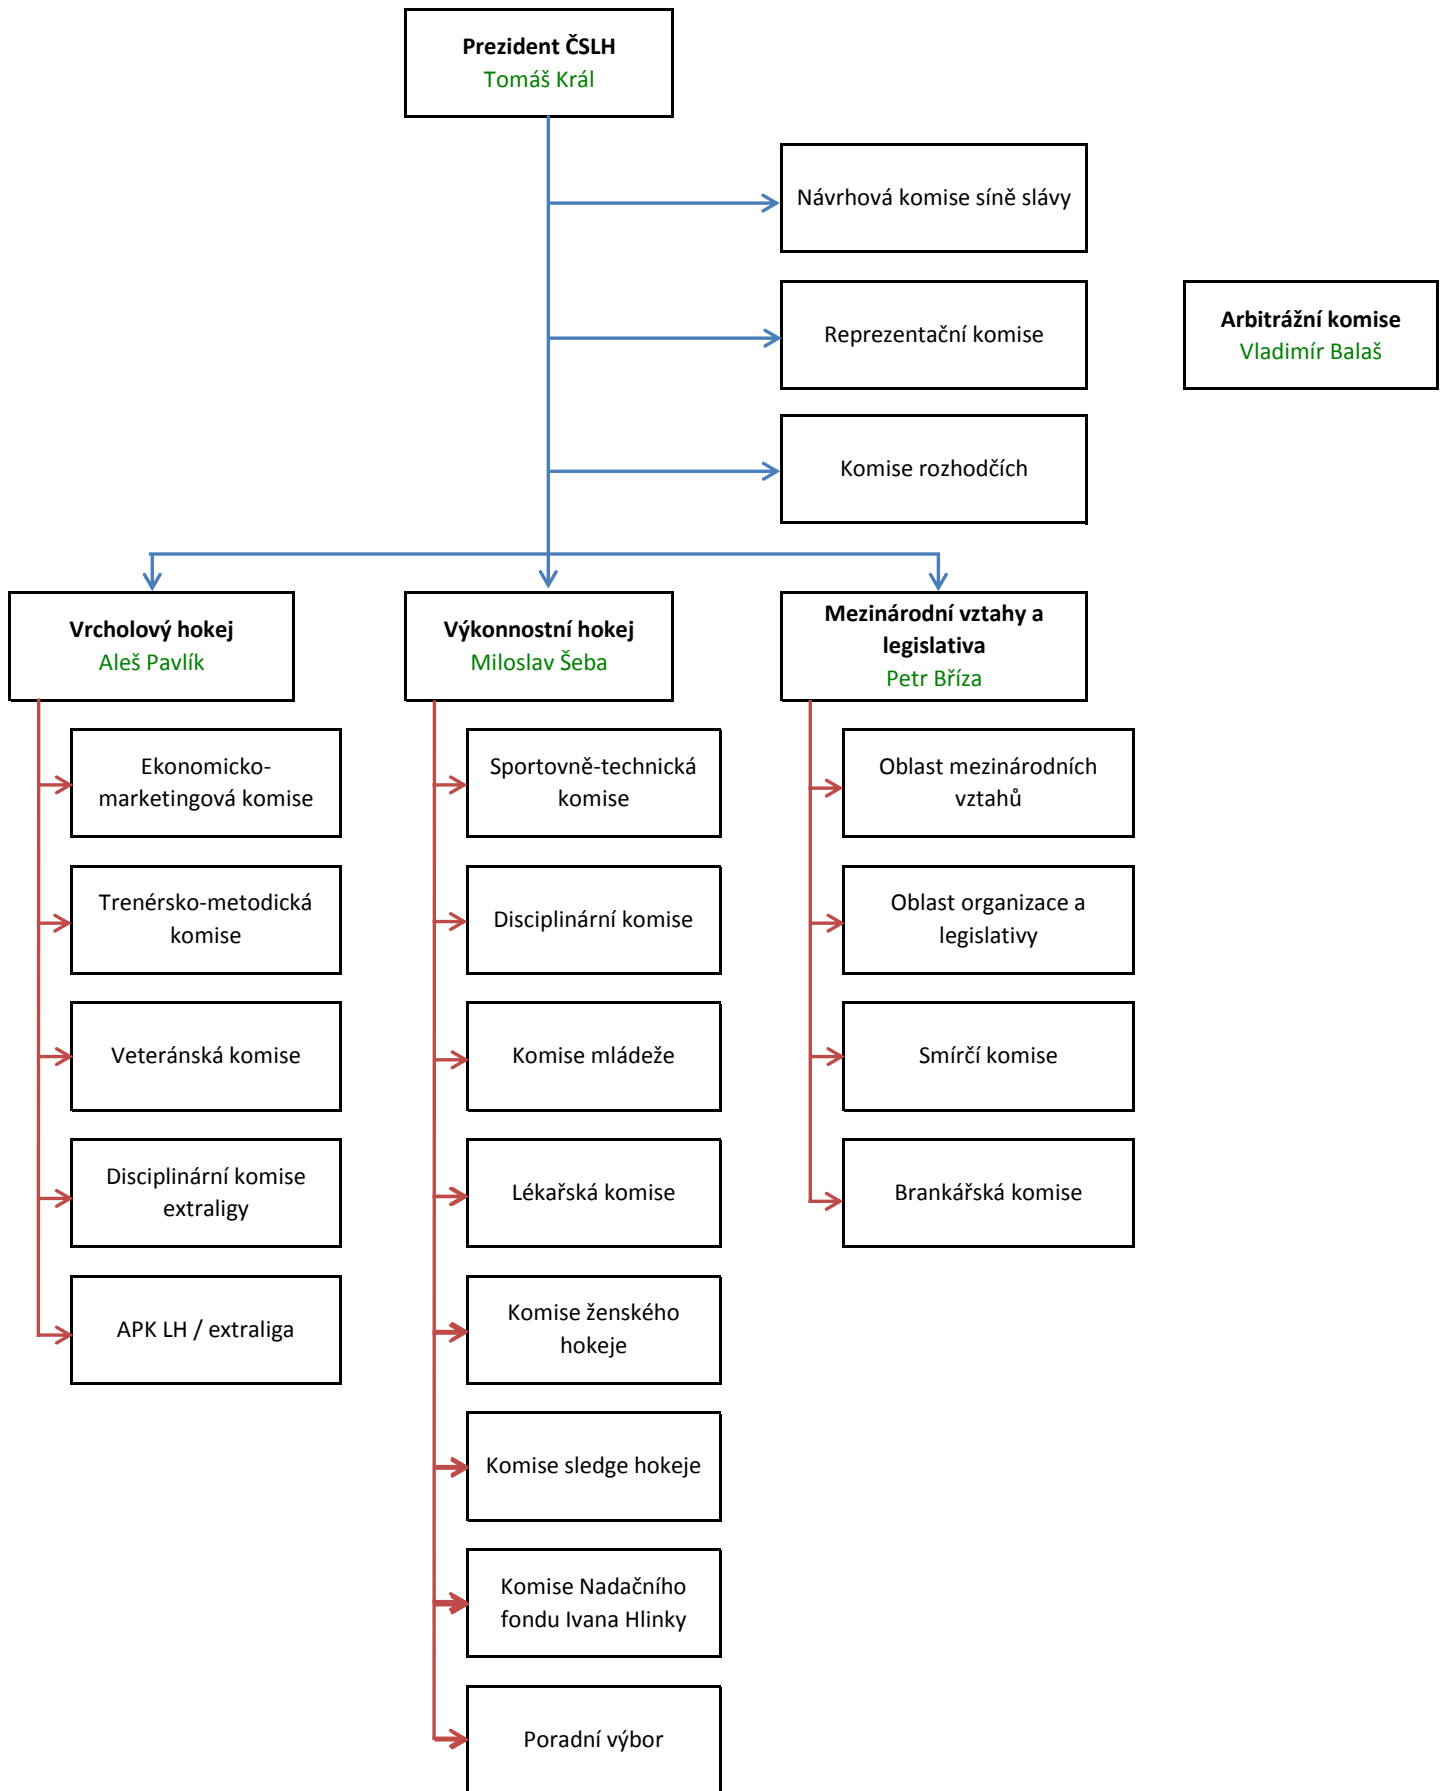 Prezident ČSLH
Tomáš Král
Návrhová komise síně slávy
Reprezentační komise
Arbitrážní komise
Vladimír Balaš
Komise rozhodčích
Vrcholový hokej
Aleš Pavlík
Výkonnostní hokej
Miloslav Šeba
Mezinárodní vztahy a
legislativa
Petr Bříza
Ekonomicko-
marketingová komise
Trenérsko-metodická
komise
Veteránská komise
Disciplinární komise
extraligy
APK LH / extraliga
Sportovně-technická
komise
Disciplinární komise
Komise mládeže
Lékařská komise
Komise ženského
hokeje
Komise sledge hokeje
Komise Nadačního
fondu Ivana Hlinky
Poradní výbor
Oblast mezinárodních
vztahů
Oblast organizace a
legislativy
Smírčí komise
Brankářská komise